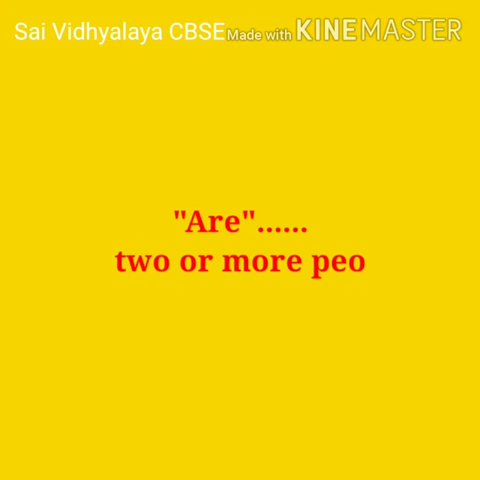 Sai Vidhyalaya CBSE Made with KINEMASTER
"Are"......
two or more peo